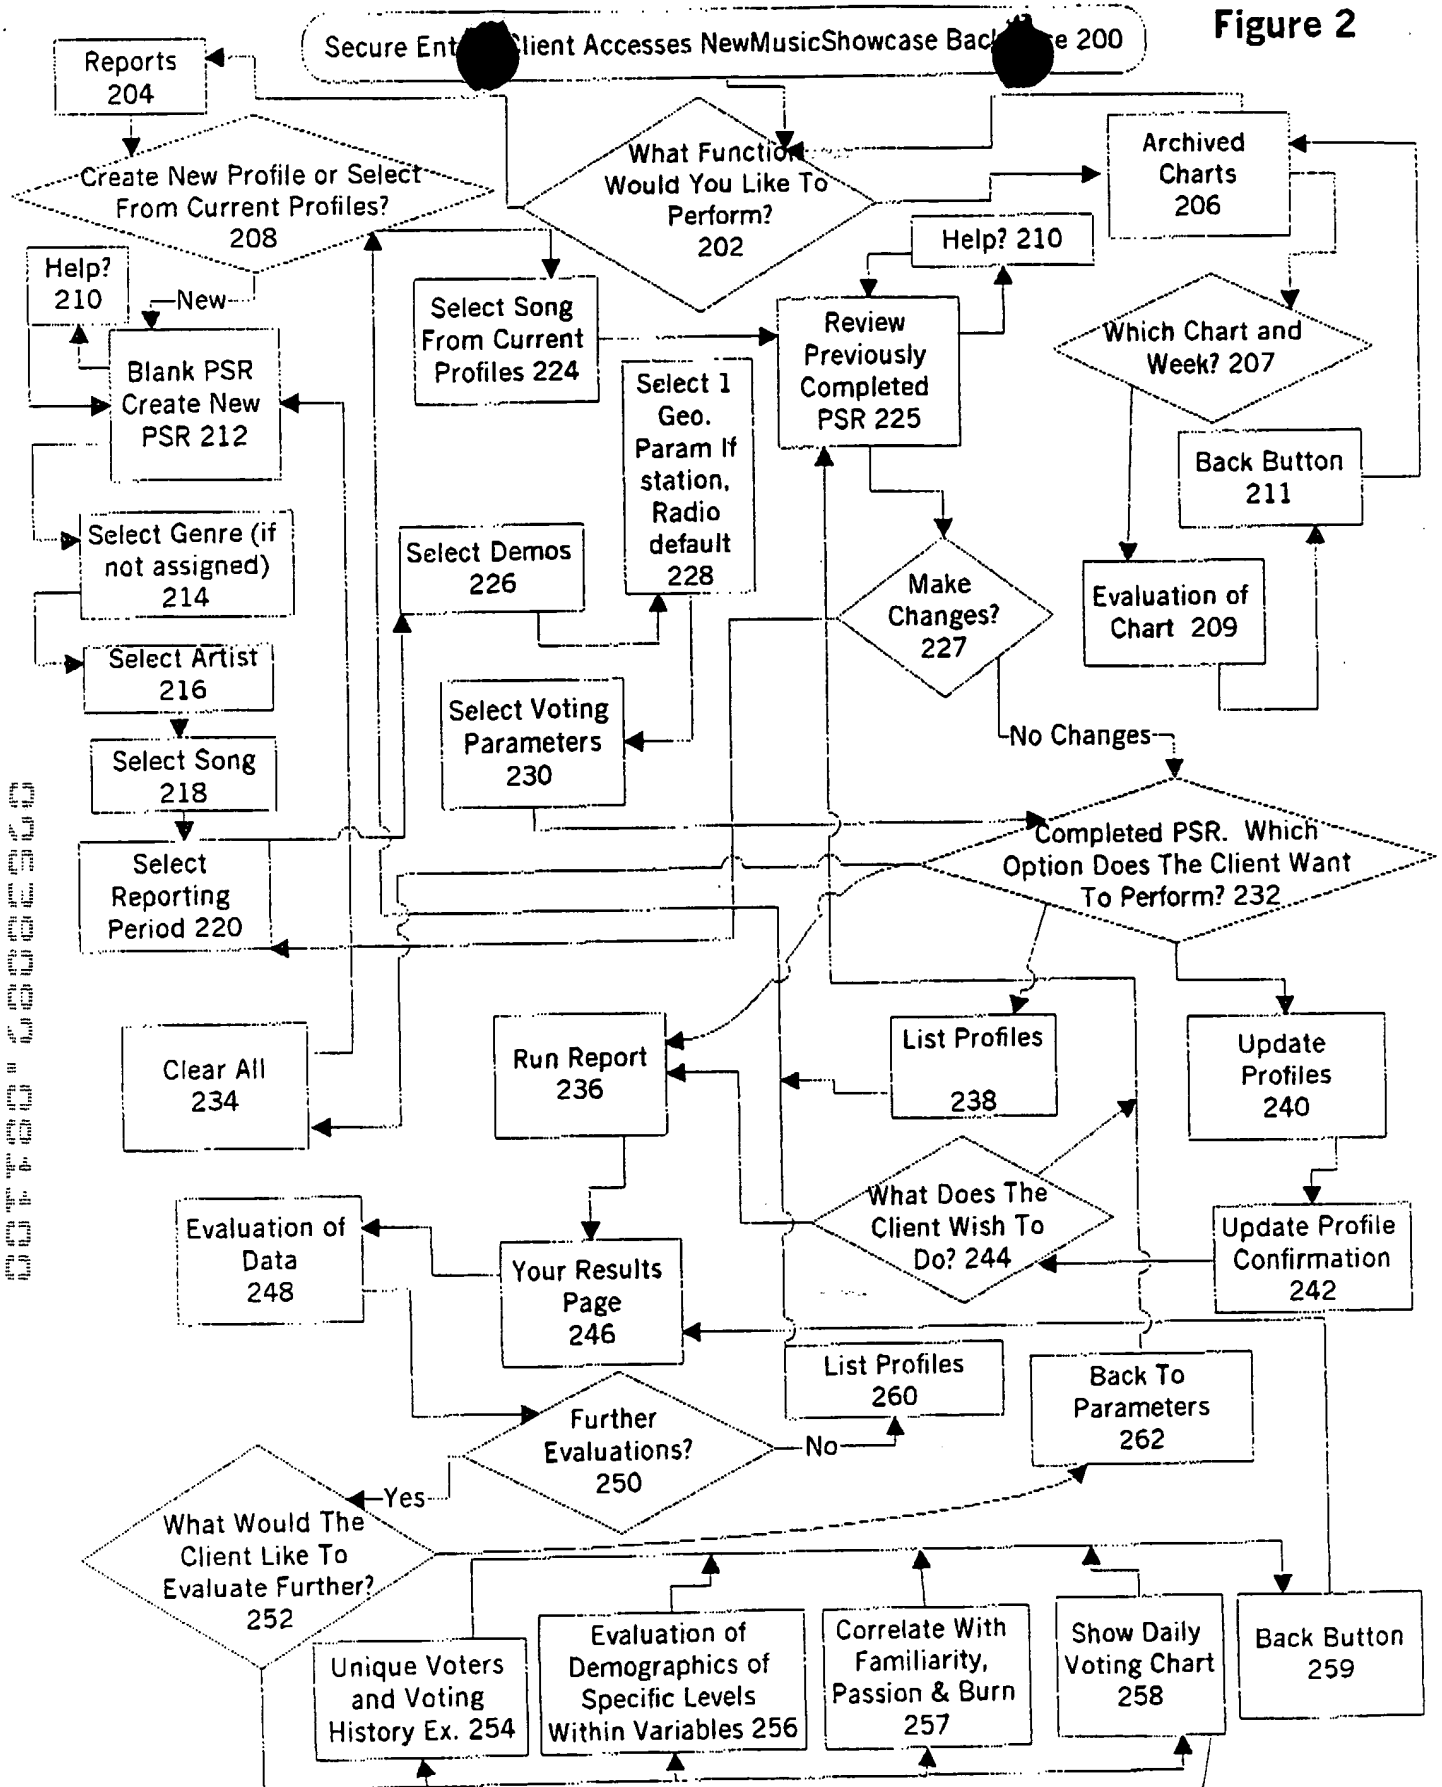 Figure 2
Secure Ent Client Accesses NewMusicShowcase Bac e 200
Reports
204
What Function
Would You Like To
Perform?
202
Archived
Charts
206
Create New Profile or Select
From Current Profiles?
208
Help? 210
Help?
210
New
Select Song
From Current
Profiles 224
Review
Previously
Completed
PSR 225
Which Chart and
Week? 207
Blank PSR
Create New
PSR 212
Select 1
Geo.
Param If
station,
Radio
default
228
Back Button
211
Select Genre (if
not assigned)
214
Select Demos
226
Make
Changes?
227
Evaluation of
Chart 209
Select Artist
216
Select Voting
Parameters
230
No Changes
Select Song
218
Completed PSR. Which
Option Does The Client Want
To Perform? 232
Select
Reporting
Period 220
Clear All
234
Run Report
236
List Profiles
238
Update
Profiles
240
What Does The
Client Wish To
Do? 244
Update Profile
Confirmation
242
Evaluation of
Data
248
Your Results
Page
246
List Profiles
260
Back To
Parameters
262
Further
Evaluations?
250
No
Yes
What Would The
Client Like To
Evaluate Further?
252
Unique Voters
and Voting
History Ex. 254
Evaluation of
Demographics of
Specific Levels
Within Variables 256
Correlate With
Familiarity,
Passion & Burn
257
Show Daily
Voting Chart
258
Back Button
259